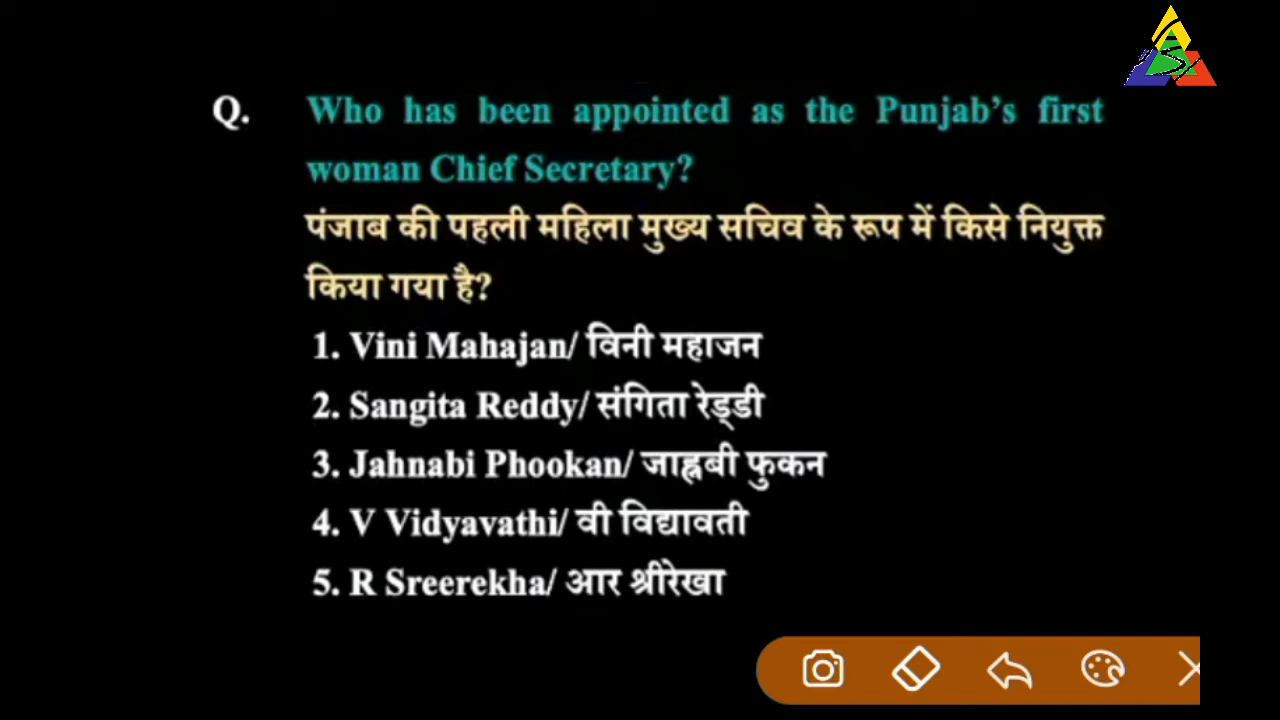 Q. Who has been appointed as the Punjab's first
woman Chief Secretary?
पंजाब की पहली महिला मुख्य सचिव के रूप में किसे नियुक्त
किया गया है?
1. Vini Mahajan/ विनी महाजन
2. Sangita Reddy/ संगिता रेड्डी
3. Jahnabi Phookan/ जाह्नबी फुकन
4. V Vidyavathi/ वी विद्यावती
5. R Sreerekha/ आर श्रीरेखा